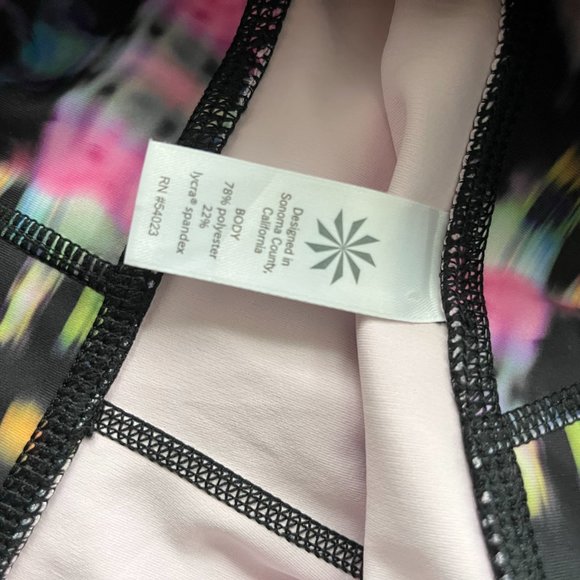 Designed in
Sonoma County,
California
BODY
78% polyester
22%
lycra® spandex
RN #54023